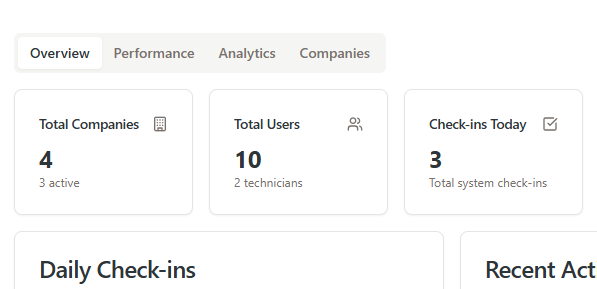 Overview Performance Analytics Companies
Total Companies
4
3 active
Total Users
10
2 technicians
Check-ins Today
3
Total system check-ins
Daily Check-ins
Recent Act